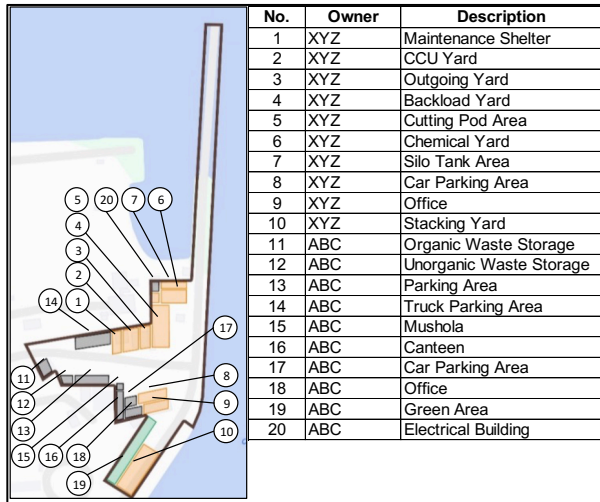 No. Owner Description
1 XYZ Maintenance Shelter
2 XYZ CCU Yard
3 XYZ Outgoing Yard
4 XYZ Backload Yard
5 XYZ Cutting Pod Area
6 XYZ Chemical Yard
7 XYZ Silo Tank Area
8 XYZ Car Parking Area
9 XYZ Office
10 XYZ Stacking Yard
11 ABC Organic Waste Storage
12 ABC Unorganic Waste Storage
13 ABC Parking Area
14 ABC Truck Parking Area
15 ABC Mushola
16 ABC Canteen
17 ABC Car Parking Area
18 ABC Office
19 ABC Green Area
20 ABC Electrical Building
5 20 7 6
4
3
2
14 1
17
11 8
12 9
13
15 16 18 10
19